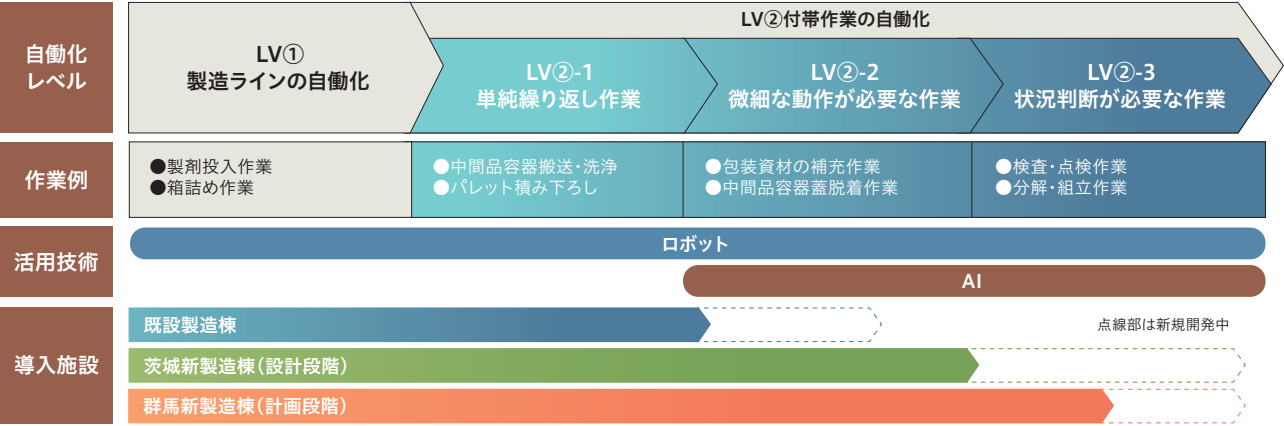 自働化
レベル
LV②付帯作業の自働化
LV①
製造ラインの自働化
LV②-1
単純繰り返し作業
LV②-2
微細な動作が必要な作業
LV②-3
状況判断が必要な作業
作業例
●製剤投入作業
●箱詰め作業
●中間品容器搬送・洗浄
●パレット積み下ろし
●包装資材の補充作業
●中間品容器蓋脱着作業
●検査・点検作業
●分解・組立作業
活用技術
ロボット
AI
導入施設
既設製造棟
点線部は新規開発中
茨城新製造棟（設計段階）
群馬新製造棟（計画段階）